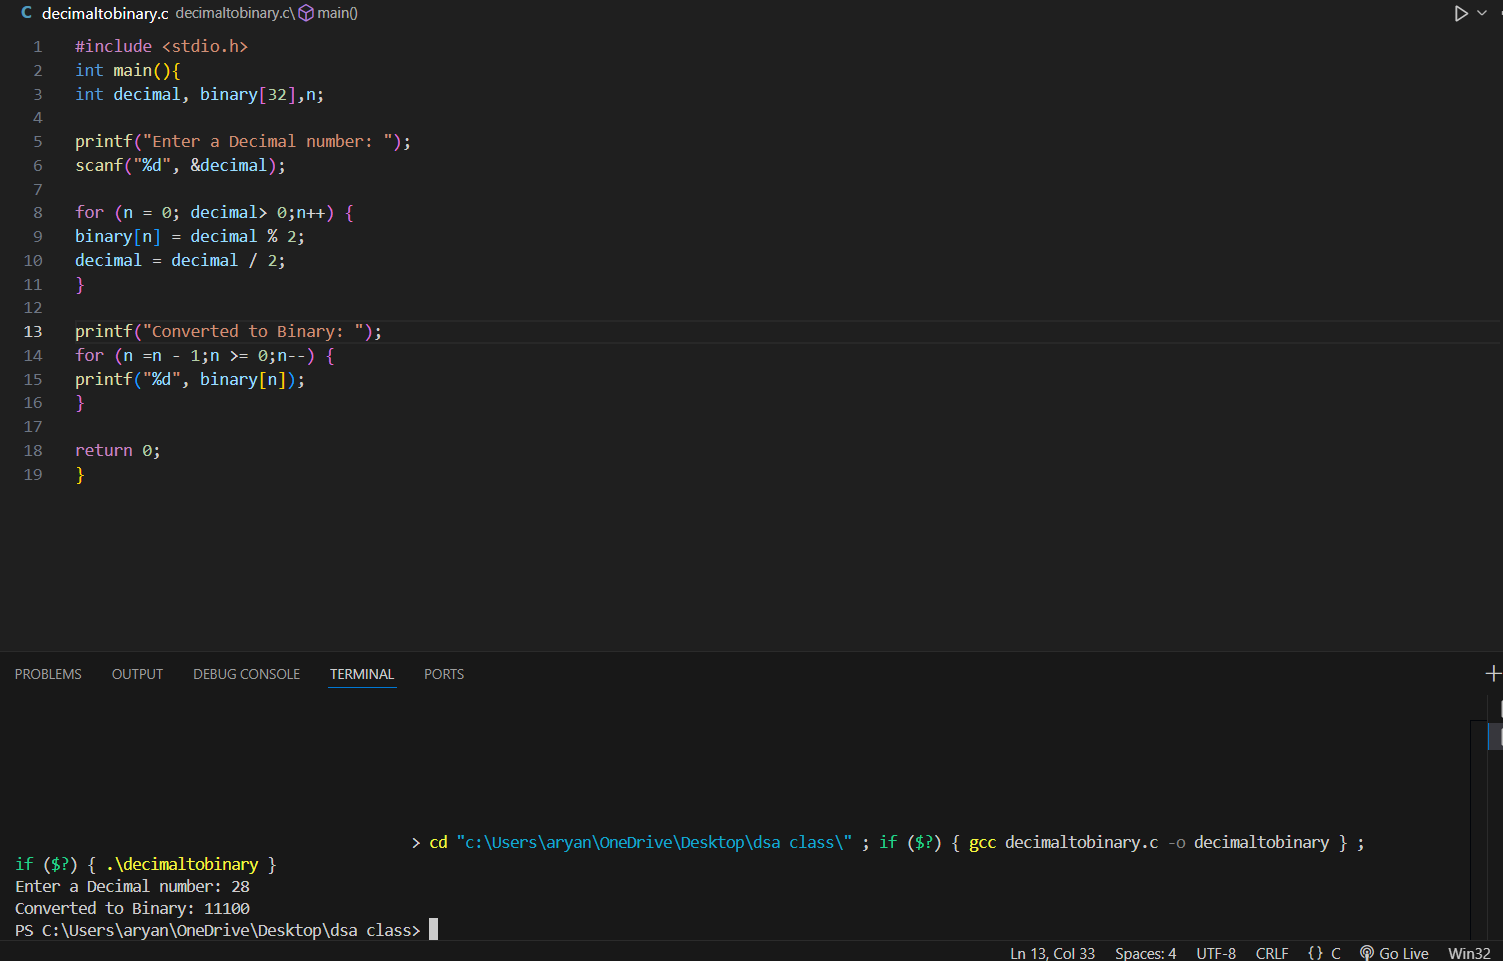 C decimaltobinary.c decimaltobinary.c\ main()
1 #include <stdio.h>
2 int main(){
3 int decimal, binary[32],n;
4
5 printf("Enter a Decimal number: ");
6 scanf("%d", &decimal);
7
8 for (n = 0; decimal> 0;n++) {
9 binary[n] = decimal % 2;
10 decimal = decimal / 2;
11 }
12
13 printf("Converted to Binary: ");
14 for (n =n - 1;n >= 0;n--) {
15 printf("%d", binary[n]);
16 }
17
18 return 0;
19 }
PROBLEMS OUTPUT DEBUG CONSOLE TERMINAL PORTS
> cd "c:\Users\aryan\OneDrive\Desktop\dsa class\" ; if ($?) { gcc decimaltobinary.c -o decimaltobinary } ;
if ($?) { .\decimaltobinary }
Enter a Decimal number: 28
Converted to Binary: 11100
PS C:\Users\aryan\OneDrive\Desktop\dsa class>
Ln 13, Col 33 Spaces: 4 UTF-8 CRLF {} C Go Live Win32